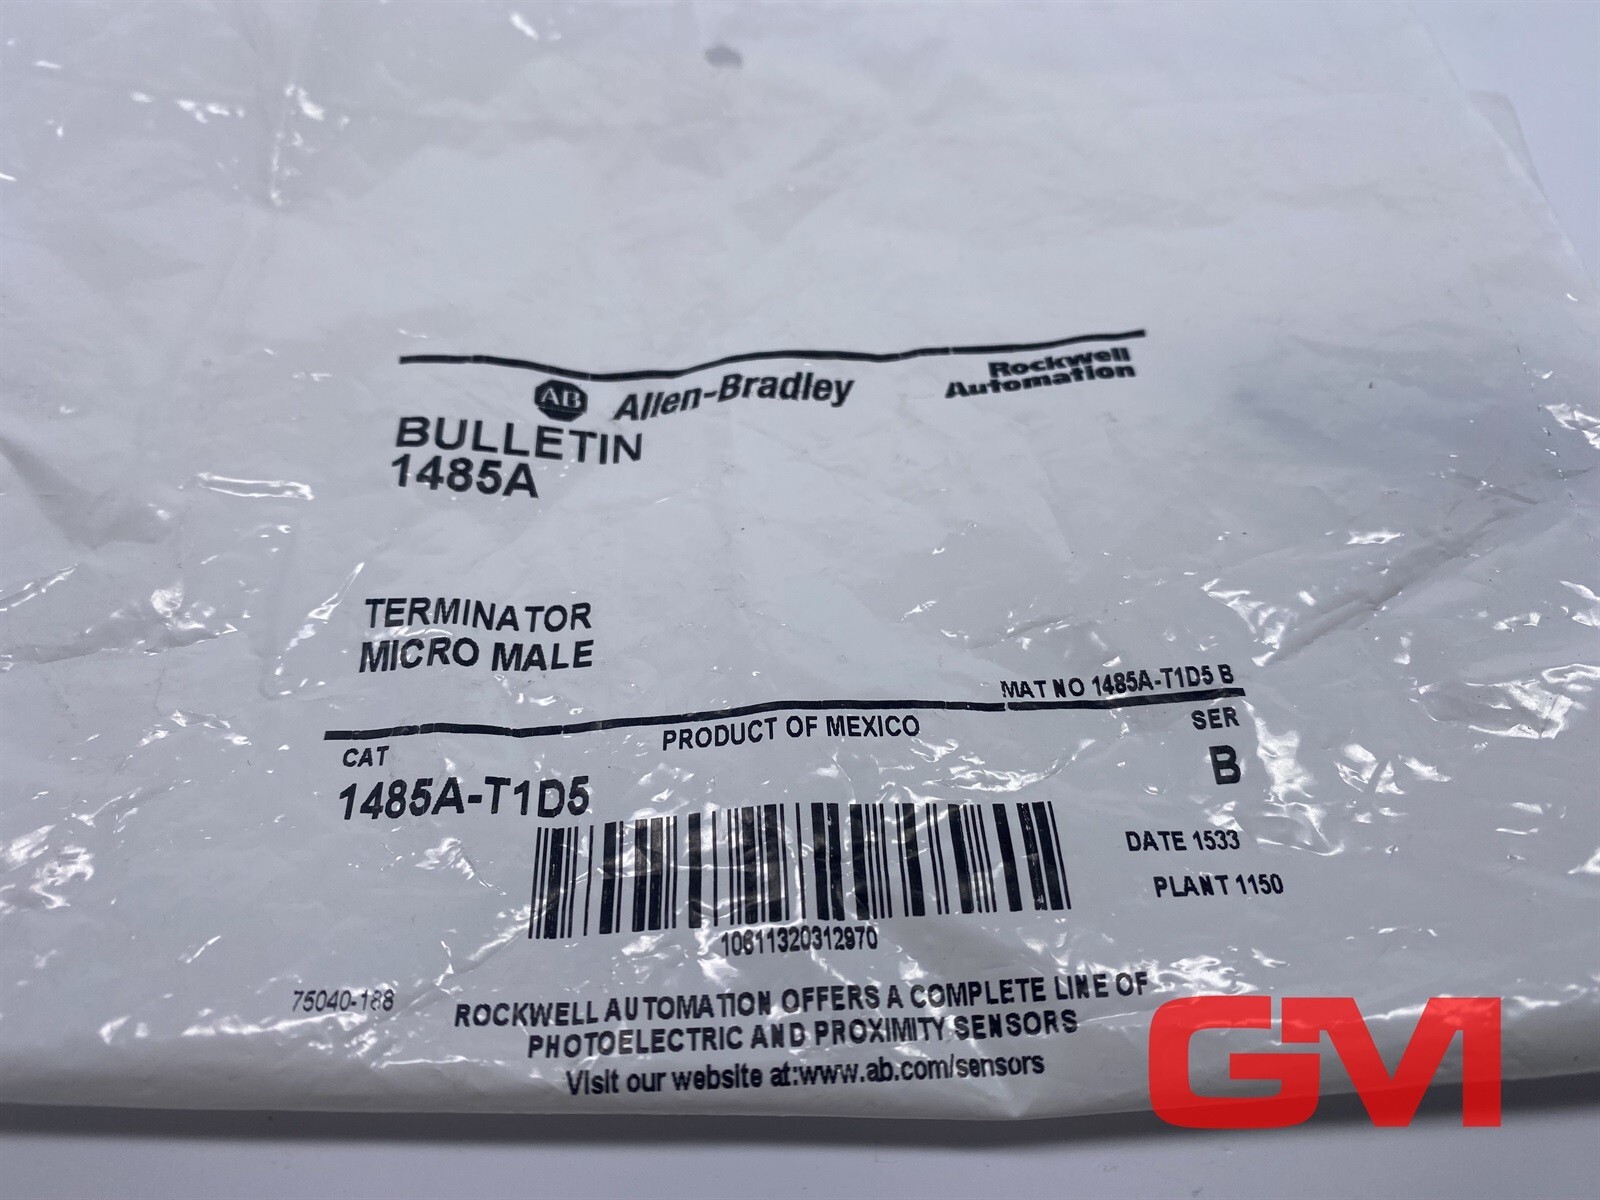 AB Allen-Bradley
Rockwell
Automation
BULLETIN
1485A
TERMINATOR
MICRO MALE
MAT NO 1485A-T1D5 B
CAT
PRODUCT OF MEXICO
SER
1485A-T1D5
B
DATE 1533
PLANT 1150
10611320312970
75040-188
ROCKWELL AUTOMATION OFFERS A COMPLETE LINE OF
PHOTOELECTRIC AND PROXIMITY SENSORS
Visit our website at:www.ab.com/sensors
GM